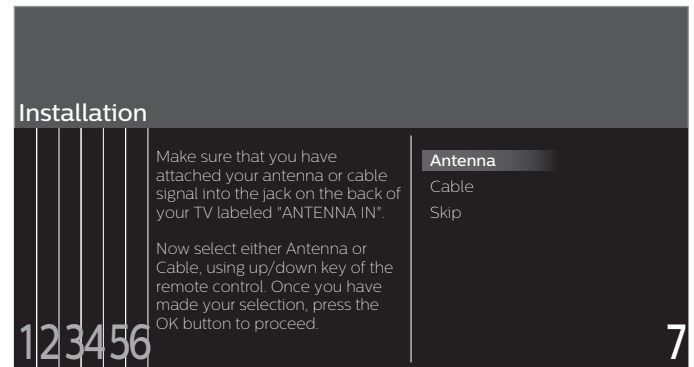 Installation
Make sure that you have
attached your antenna or cable
signal into the jack on the back of
your TV labeled "ANTENNA IN".
Now select either Antenna or
Cable, using up/down key of the
remote control. Once you have
made your selection, press the
OK button to proceed.
Antenna
Cable
Skip
123456
7